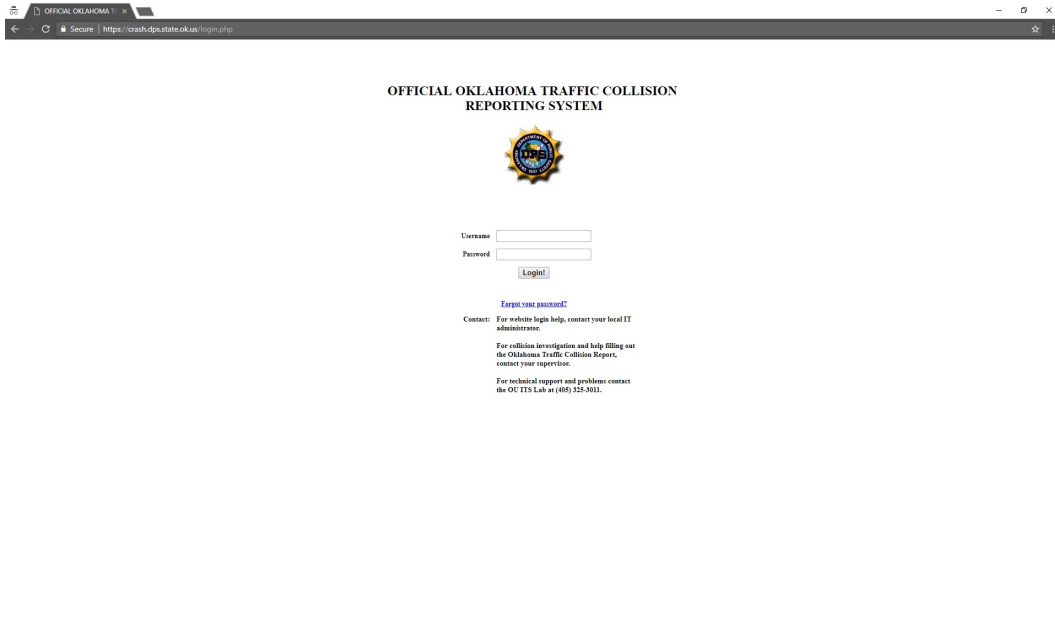 OFFICIAL OKLAHOMA T
Secure | https://crash.dps.state.ok.us/login.php
OFFICIAL OKLAHOMA TRAFFIC COLLISION
REPORTING SYSTEM
DPS
Username
Password
Login!
Forgot your password?
Contact: For website login help, contact your local IT
administrator.
For collision investigation and help filling out
the Oklahoma Traffic Collision Report,
contact your supervisor.
For technical support and problems contact
the OU ITS Lab at (405) 325-3011.